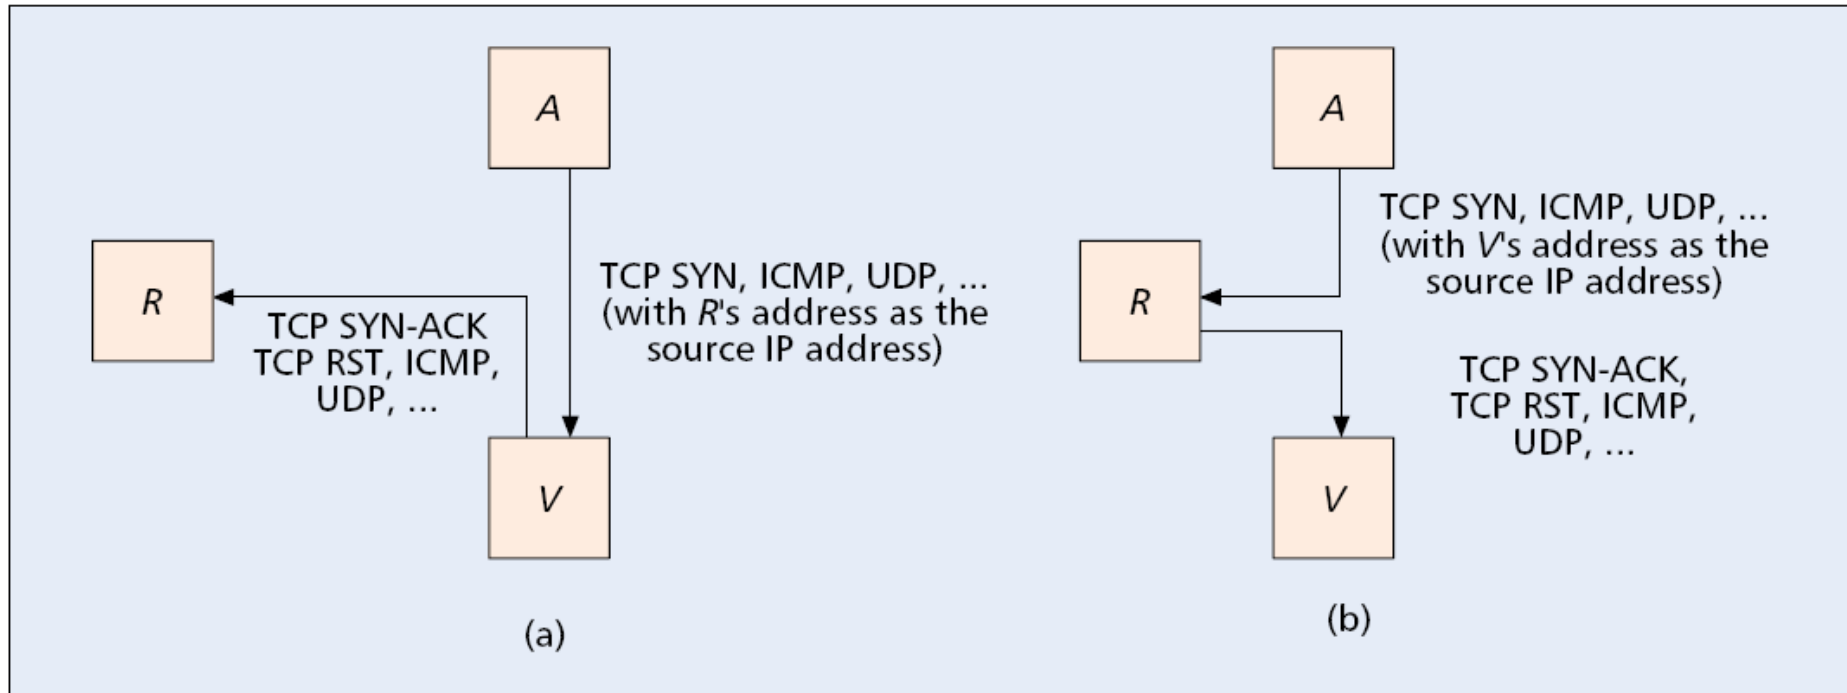 A
R
TCP SYN, ICMP, UDP, ...
(with R's address as the
source IP address)
TCP SYN-ACK
TCP RST, ICMP,
UDP, ...
V
(a)
A
TCP SYN, ICMP, UDP, ...
(with V's address as the
source IP address)
R
TCP SYN-ACK,
TCP RST, ICMP,
UDP, ...
V
(b)